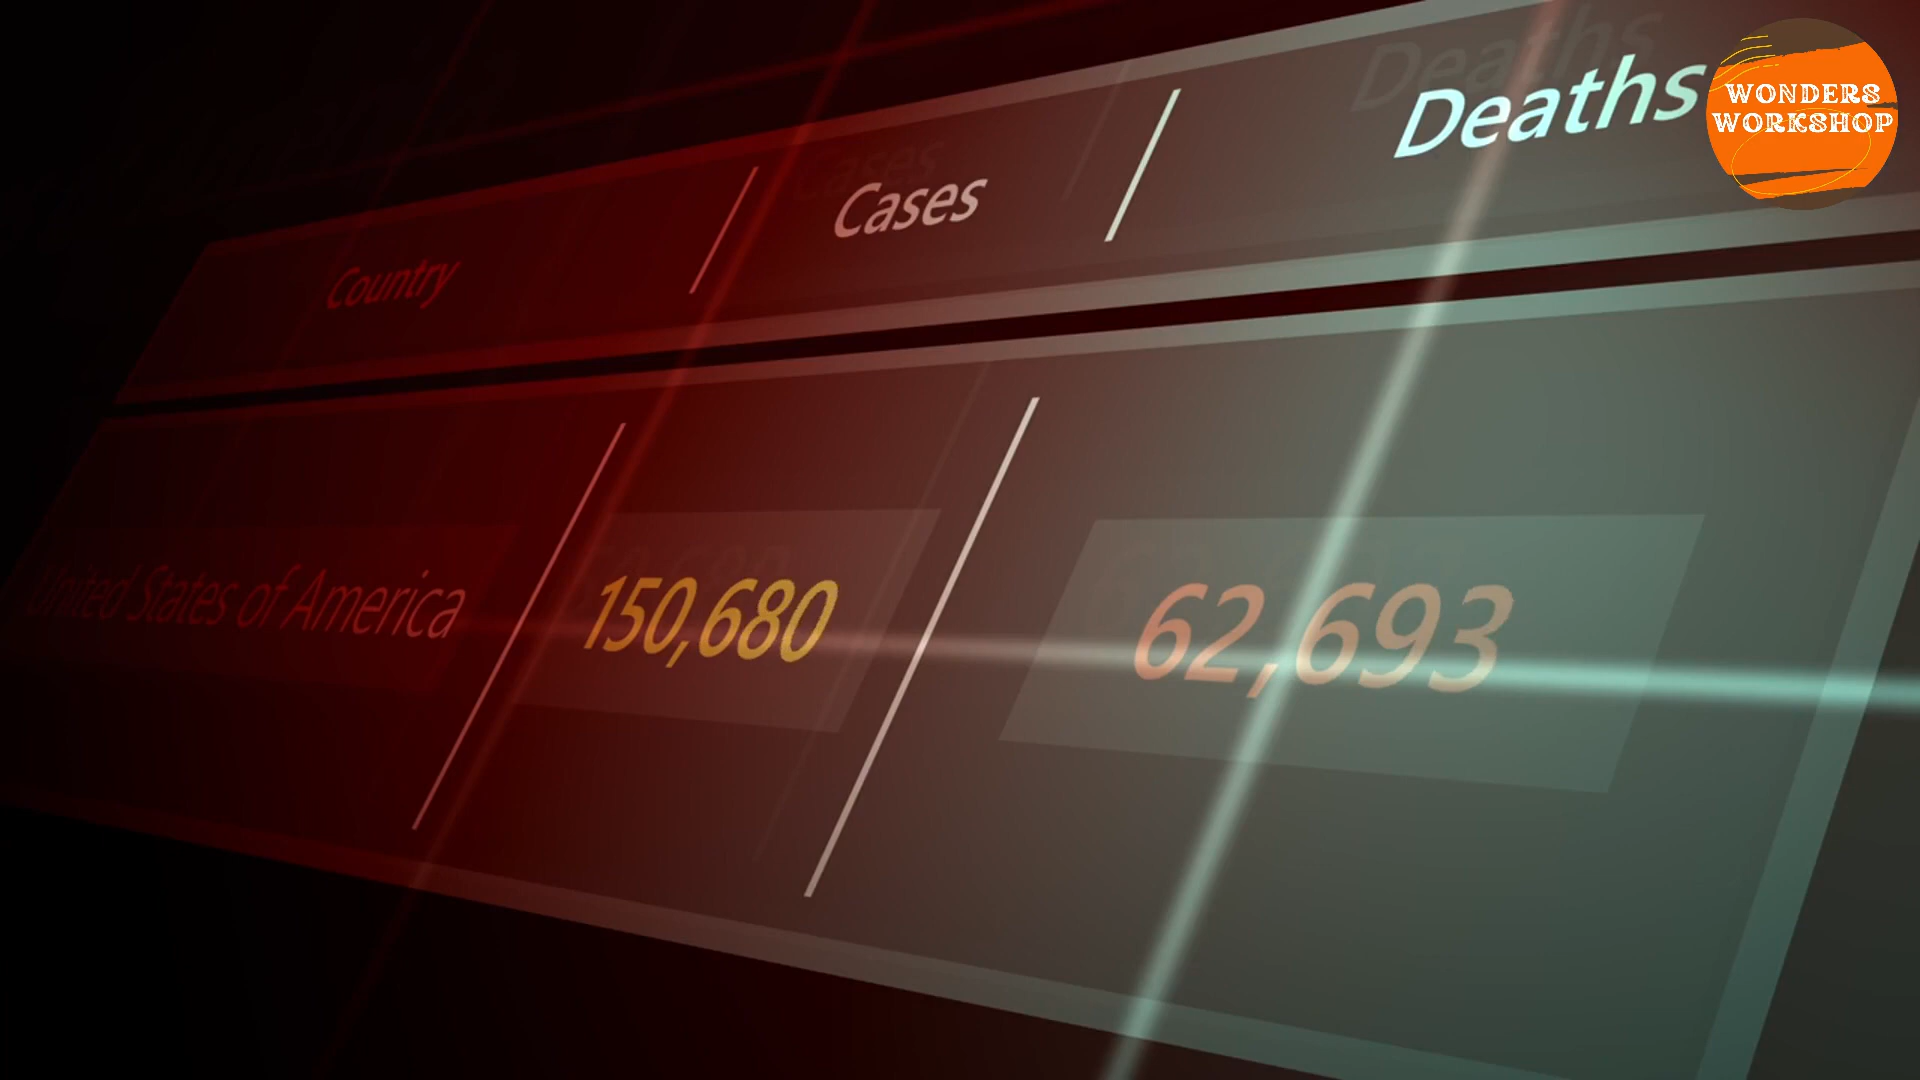 Country
Cases
Deaths
WONDERS
WORKSHOP
United States of America
150,680
62,693